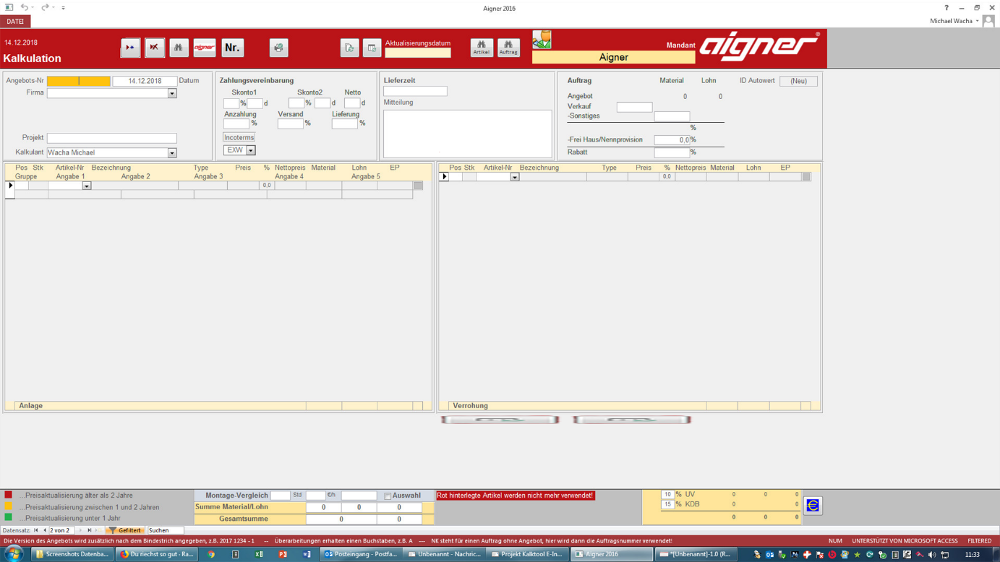 Aigner 2016
DATEI
Michael Wacha
14.12.2018
Kalkulation
aigner
Nr.
Aktualisierungsdatum
Artikel
Auftrag
Mandant
Aigner
aigner®
Angebots-Nr 14.12.2018 Datum
Firma
Projekt
Kalkulant Wacha Michael
Zahlungsvereinbarung
Skonto1 Skonto2 Netto
% d % d d
Anzahlung Versand Lieferung
% % %
Incoterms
EXW
Lieferzeit
Mitteilung
Auftrag Material Lohn ID Autowert (Neu)
Angebot 0 0
Verkauf
-Sonstiges
%
-Frei Haus/Nennprovision 0,0 %
Rabatt %
Pos Stk Artikel-Nr Bezeichnung Type Preis % Nettopreis Material Lohn EP
Gruppe Angabe 1 Angabe 2 Angabe 3 Angabe 4 Angabe 5
0,0
Anlage
Pos Stk Artikel-Nr Bezeichnung Type Preis % Nettopreis Material Lohn EP
0,0
Verrohung
...Preisaktualisierung älter als 2 Jahre
...Preisaktualisierung zwischen 1 und 2 Jahren
...Preisaktualisierung unter 1 Jahr
Montage-Vergleich Std €/h Auswahl
Summe Material/Lohn 0 0 0
Gesamtsumme 0 0
Rot hinterlegte Artikel werden nicht mehr verwendet!
10 % UV 0 0 0
15 % KDB 0 0
0 0
Datensatz: 2 von 2 Gefiltert Suchen
Die Version des Angebots wird zusätzlich nach dem Bindestrich angegeben, z.B. 2017 1234 - 1 -- Überarbeitungen erhalten einen Buchstaben, z.B. A --- NK steht für einen Auftrag ohne Angebot, hier wird dann die Auftragsnummer verwendet!
NUM UNTERSTÜTZT VON MICROSOFT ACCESS FILTERED
Screenshots Datenba...
Du riechst so gut - Ra...
Posteingang - Postfa...
Unbenannt - Nachric...
Projekt Kalktool E-In...
Aigner 2016
*[Unbenannt]-1.0 (R...
11:33